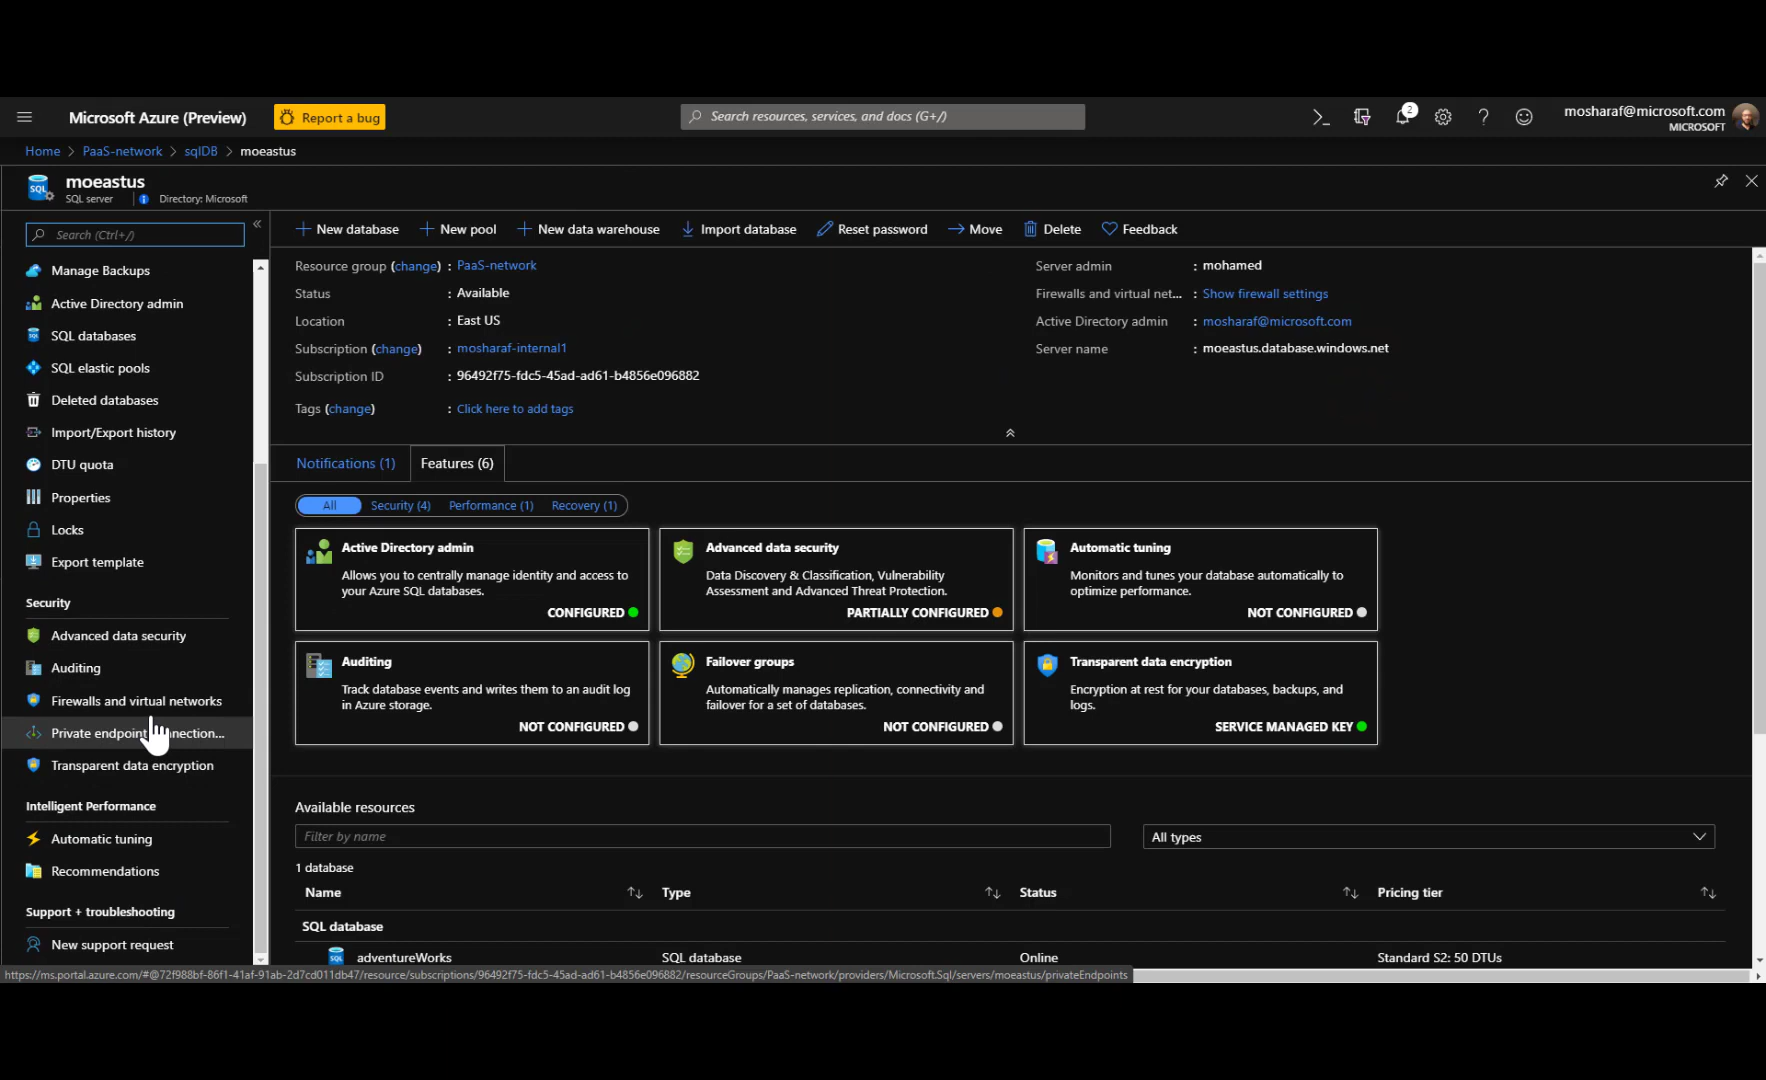 Microsoft Azure (Preview)
Report a bug
Search resources, services, and docs (G+/)
2
mosharaf@microsoft.com
MICROSOFT
Home > PaaS-network > sqlDB > moeastus
SQL
moeastus
SQL server
Directory: Microsoft
Search (Ctrl+/)
Manage Backups
Active Directory admin
SQL databases
SQL elastic pools
Deleted databases
Import/Export history
DTU quota
Properties
Locks
Export template
Security
Advanced data security
Auditing
Firewalls and virtual networks
Private endpoint nnection...
Transparent data encryption
Intelligent Performance
Automatic tuning
Recommendations
Support + troubleshooting
New support request
New database
New pool
New data warehouse
Import database
Reset password
Move
Delete
Feedback
Resource group (change) : PaaS-network
Status : Available
Location : East US
Subscription (change) : mosharaf-internal1
Subscription ID : 96492f75-fdc5-45ad-ad61-b4856e096882
Tags (change) : Click here to add tags
Server admin : mohamed
Firewalls and virtual net... : Show firewall settings
Active Directory admin : mosharaf@microsoft.com
Server name : moeastus.database.windows.net
Notifications (1)
Features (6)
All
Security (4)
Performance (1)
Recovery (1)
Active Directory admin
Allows you to centrally manage identity and access to
your Azure SQL databases.
CONFIGURED
Advanced data security
Data Discovery & Classification, Vulnerability
Assessment and Advanced Threat Protection.
PARTIALLY CONFIGURED
Automatic tuning
Monitors and tunes your database automatically to
optimize performance.
NOT CONFIGURED
Auditing
Track database events and writes them to an audit log
in Azure storage.
NOT CONFIGURED
Failover groups
Automatically manages replication, connectivity and
failover for a set of databases.
NOT CONFIGURED
Transparent data encryption
Encryption at rest for your databases, backups, and
logs.
SERVICE MANAGED KEY
Available resources
Filter by name
All types
1 database
Name
Type
Status
Pricing tier
SQL database
adventureWorks
SQL database
Online
Standard S2: 50 DTUs
https://ms.portal.azure.com/#@72f988bf-86f1-41af-91ab-2d7cd011db47/resource/subscriptions/96492f75-fdc5-45ad-ad61-b4856e096882/resourceGroups/PaaS-network/providers/Microsoft.Sql/servers/moeastus/privateEndpoints